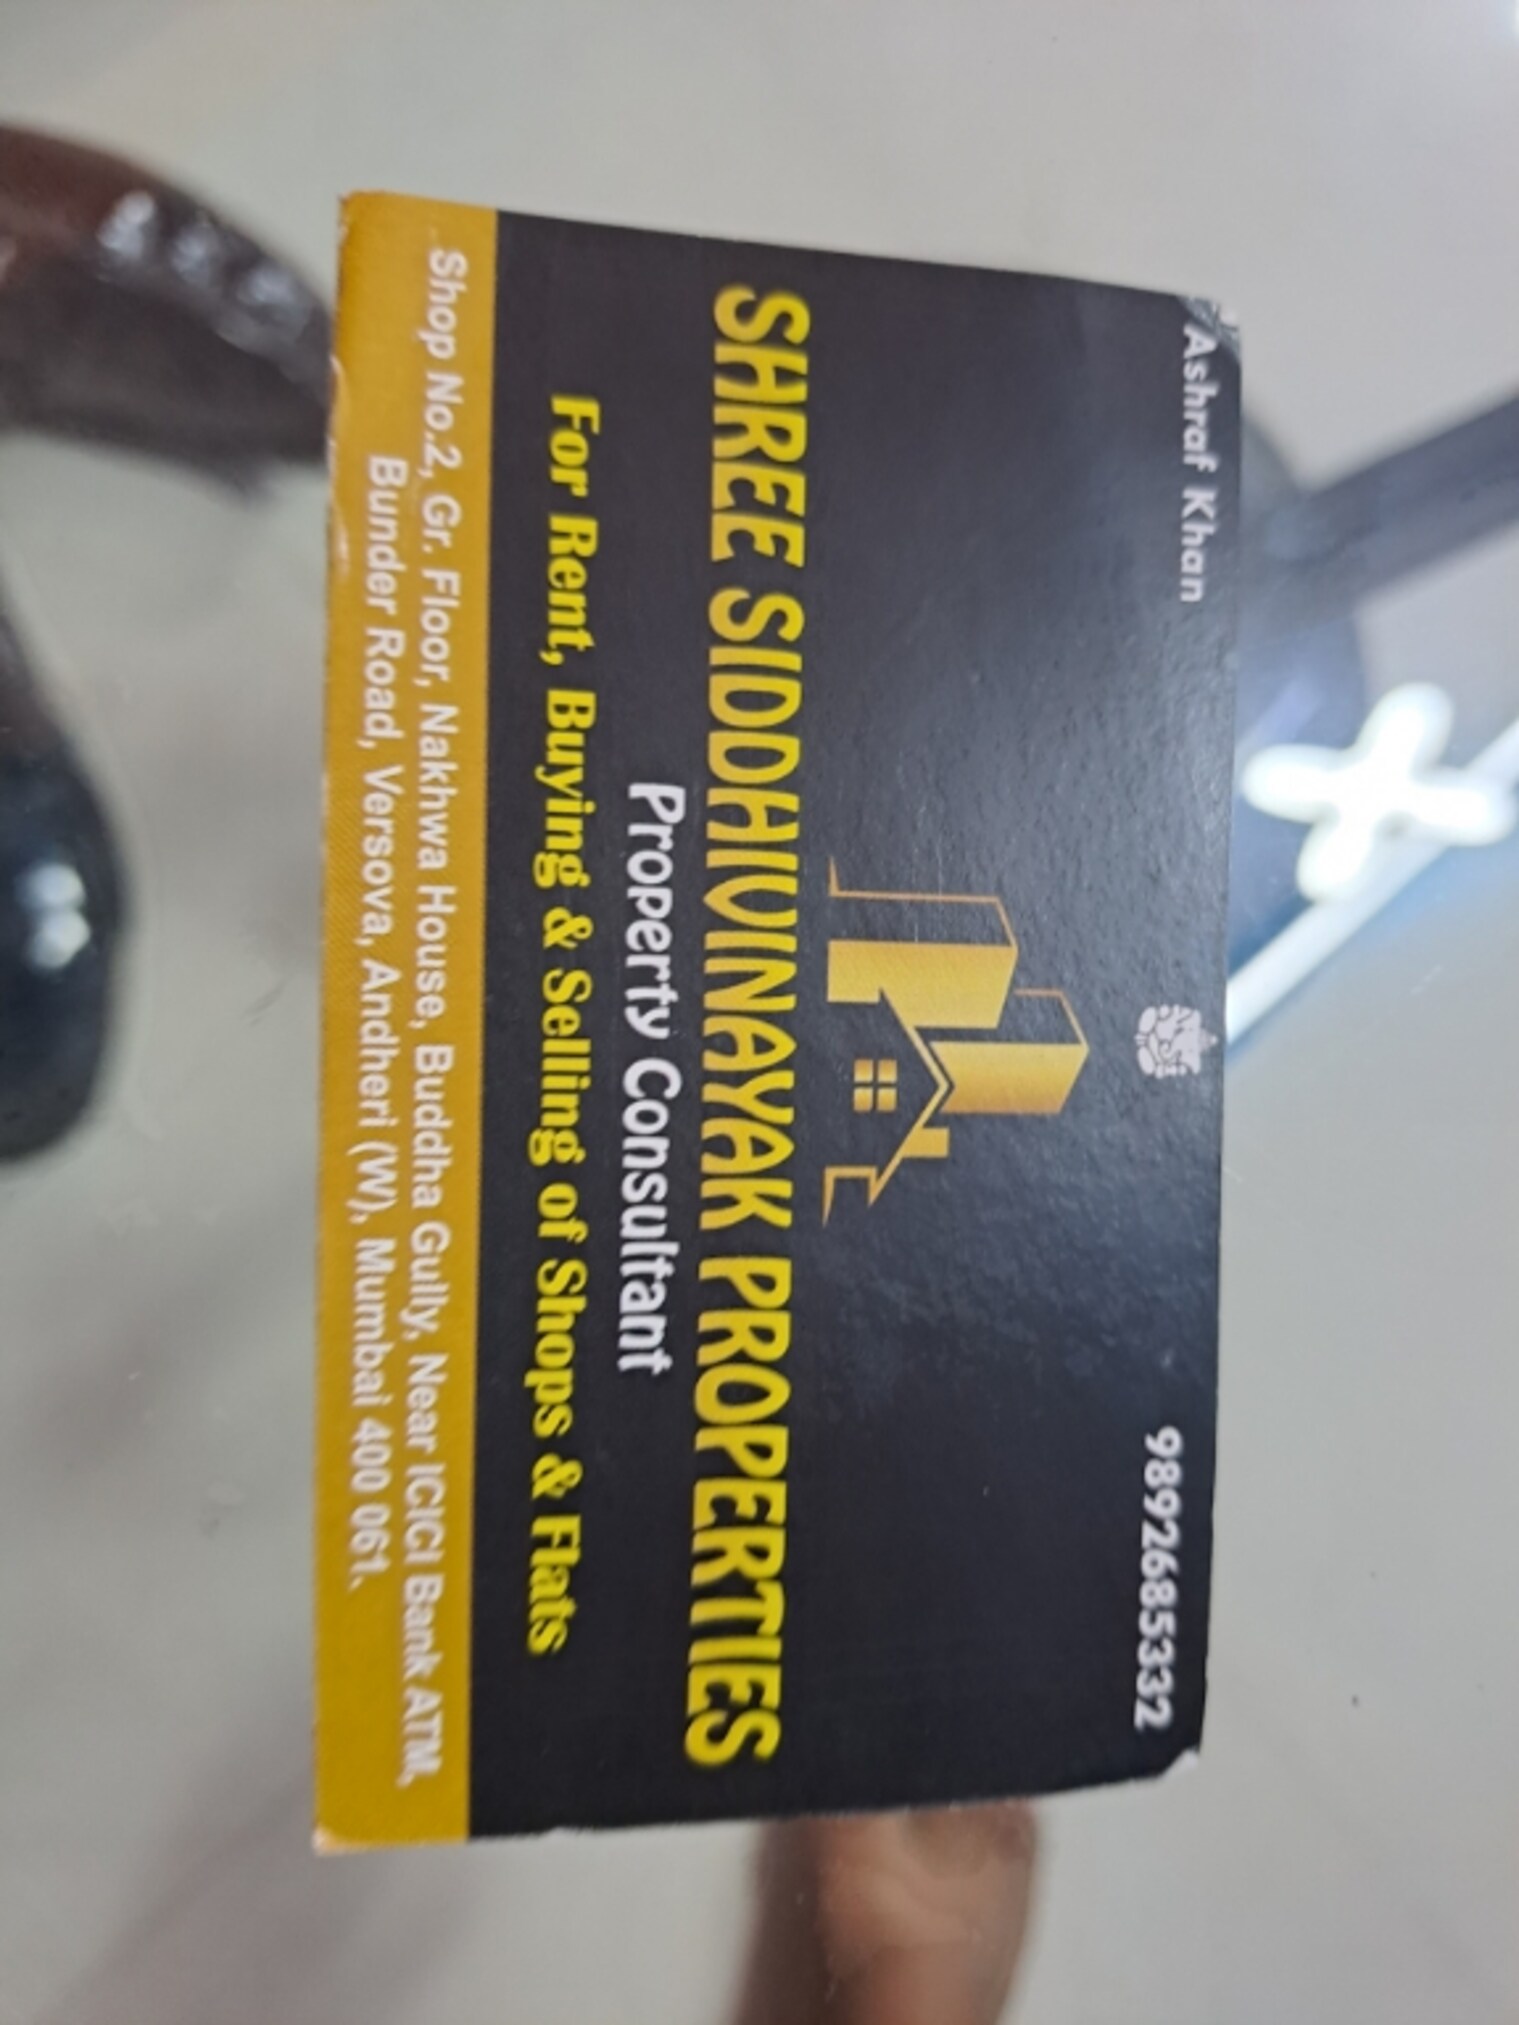 Ashraf Khan
9892685332
SHREE SIDDHIVINAYAK PROPERTIES
Property Consultant
For Rent, Buying & Selling of Shops & Flats
Shop No.2, Gr. Floor, Nakhwa House, Buddha Gully, Near ICICI Bank ATM,
Bunder Road, Versova, Andheri (W), Mumbai 400 061.